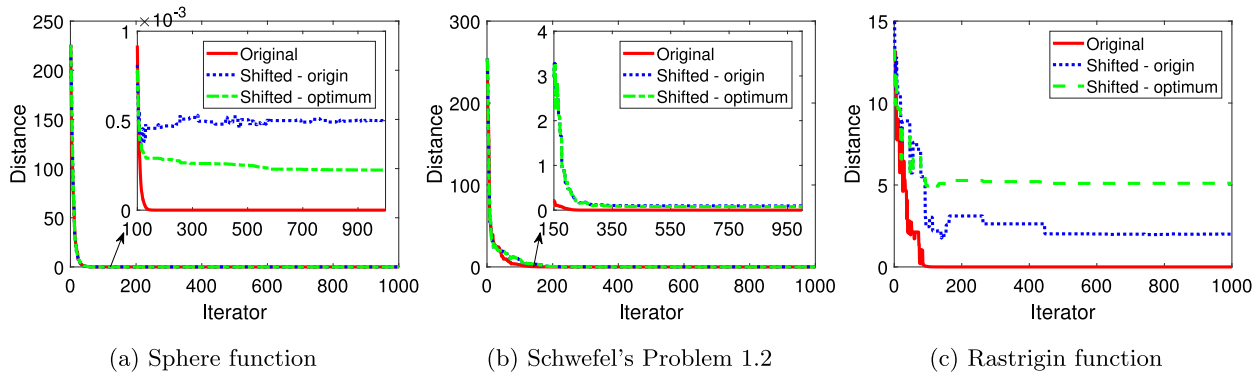 250
200
150
100
50
0
Distance
0 200 400 600 800 1000
Iterator
1 × 10⁻³
0.5
0
100 300 500 700 900
Original
Shifted - origin
Shifted - optimum
(a) Sphere function
300
200
100
0
Distance
0 200 400 600 800 1000
Iterator
4
3
2
1
0
150 350 550 750 950
Original
Shifted - origin
Shifted - optimum
(b) Schwefel's Problem 1.2
15
10
5
0
Distance
0 200 400 600 800 1000
Iterator
Original
Shifted - origin
Shifted - optimum
(c) Rastrigin function